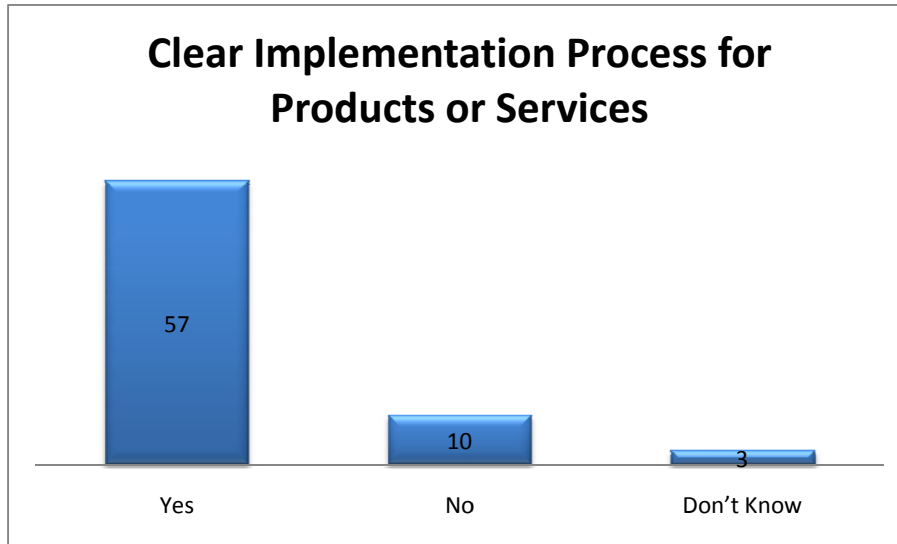 Clear Implementation Process for
Products or Services
57
10
3
Yes
No
Don’t Know